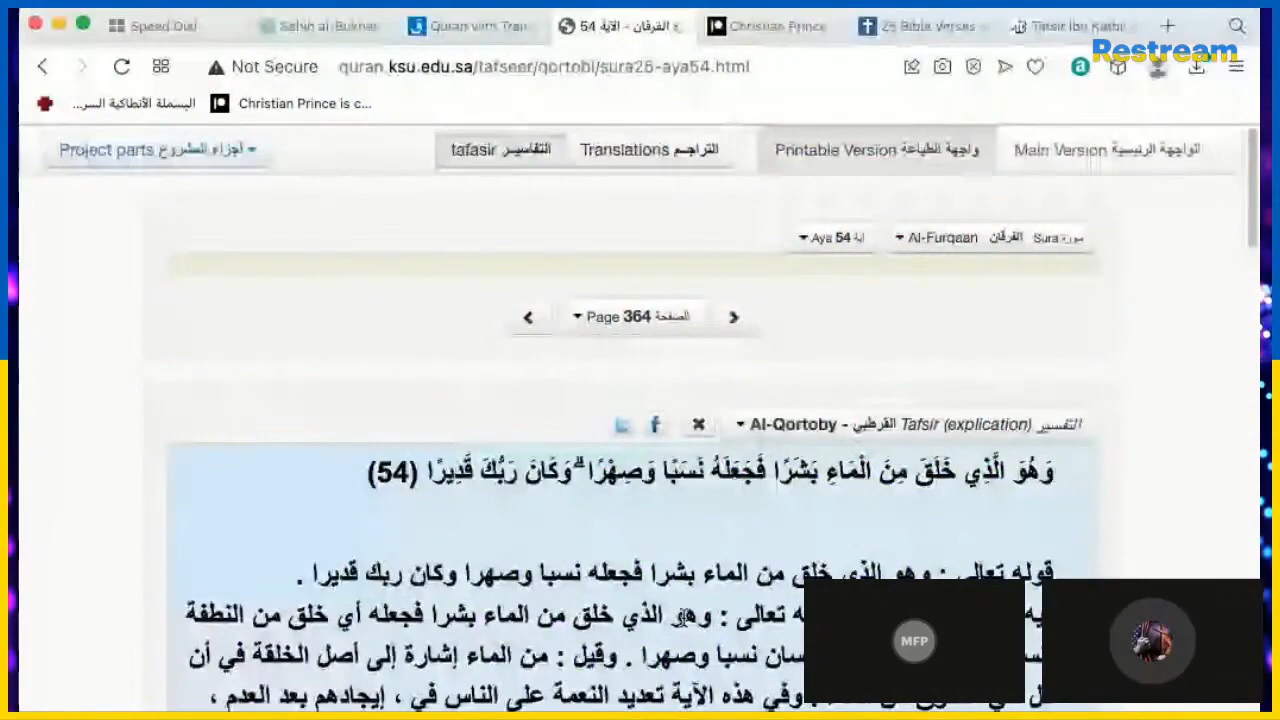 Speed Dial
Sahih al-Bukhar
Quran with Tran
الفرقان - الآية 54
Christian Prince
25 Bible Verses
Tafsir Ibn Kathi
Restream
Not Secure
quran.ksu.edu.sa/tafseer/qortobi/sura25-aya54.html
البسملة الأنطاكية السر...
Christian Prince is c...
Project parts أجزاء المشروع
tafasir التفاسير
Translations التراجم
Printable Version واجهة الطباعة
Main Version الواجهة الرئيسية
Aya 54 آية
Al-Furqaan الفرقان Sura سورة
Page 364 الصفحة
Al-Qortoby - القرطبي Tafsir (explication) التفسير
وَهُوَ الَّذِي خَلَقَ مِنَ الْمَاءِ بَشَرًا فَجَعَلَهُ نَسَبًا وَصِهْرًا ۗ وَكَانَ رَبُّكَ قَدِيرًا (54)
قوله تعالى : وهو الذي خلق من الماء بشرا فجعله نسبا وصهرا وكان ربك قديرا .
تعالى : وهو الذي خلق من الماء بشرا فجعله أي خلق من النطفة
نسبا وصهرا . وقيل : من الماء إشارة إلى أصل الخلقة في أن
وفي هذه الآية تعديد النعمة على الناس في ، إيجادهم بعد العدم ،
MFP